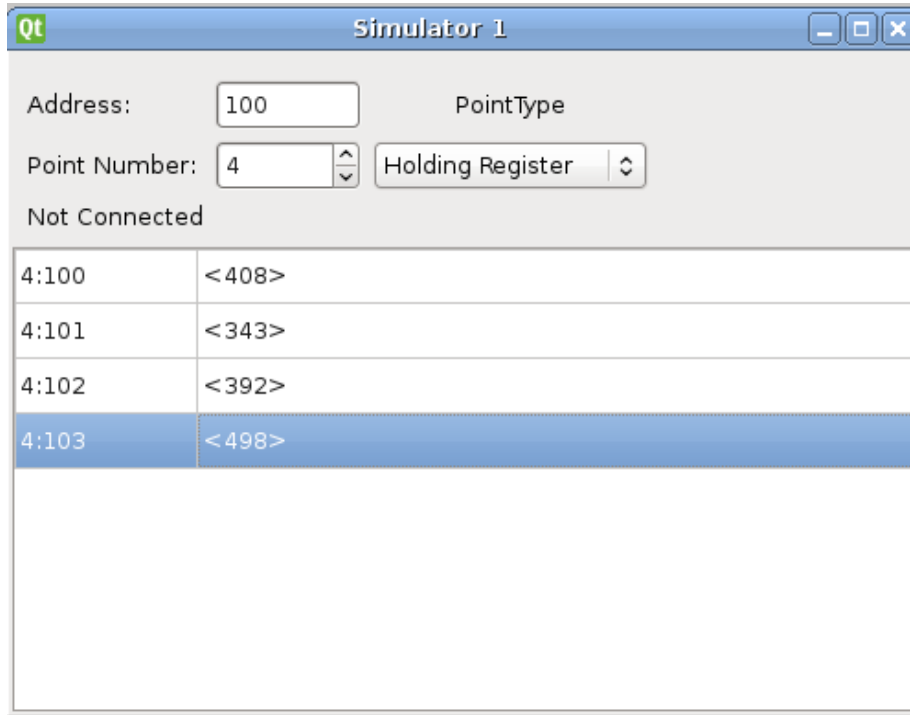 Qt Simulator 1
Address: 100 PointType
Point Number: 4 Holding Register
Not Connected
4:100 <408>
4:101 <343>
4:102 <392>
4:103 <498>